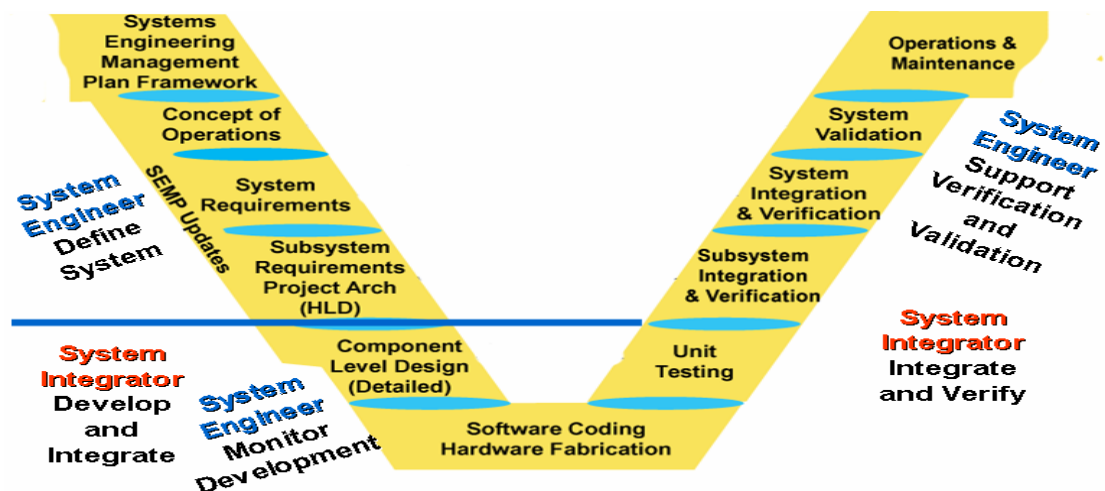 Systems
Engineering
Management
Plan Framework
Concept of
Operations
SEMP Updates
System
Requirements
Subsystem
Requirements
Project Arch
(HLD)
Component
Level Design
(Detailed)
Software Coding
Hardware Fabrication
Unit
Testing
Subsystem
Integration
& Verification
System
Integration
& Verification
System
Validation
Operations &
Maintenance
System
Engineer
Define
System
System
Integrator
Develop
and
Integrate
System
Engineer
Monitor
Development
System
Engineer
Support
Verification
and
Validation
System
Integrator
Integrate
and Verify